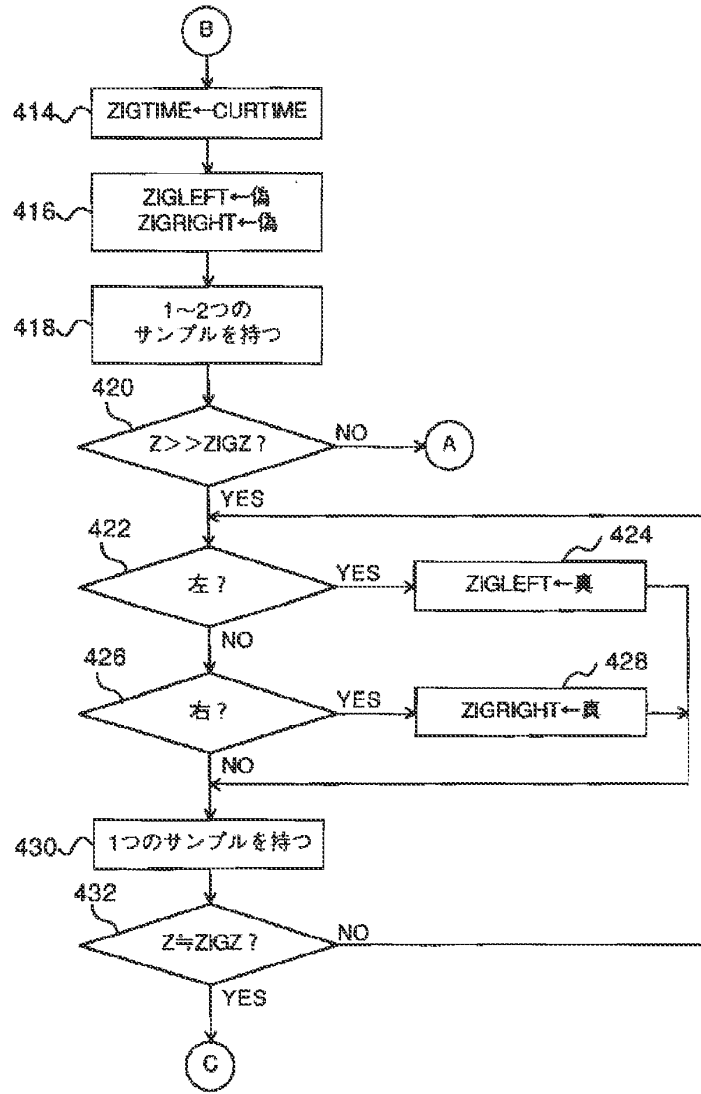 B
414
ZIGTIME←CURTIME
416
ZIGLEFT←偽
ZIGRIGHT←偽
418
1～2つの
サンプルを持つ
420
Z>>ZIGZ?
NO
A
YES
422
左?
YES
424
ZIGLEFT←真
NO
426
右?
YES
428
ZIGRIGHT←真
NO
430
1つのサンプルを持つ
432
Z≒ZIGZ?
NO
YES
C